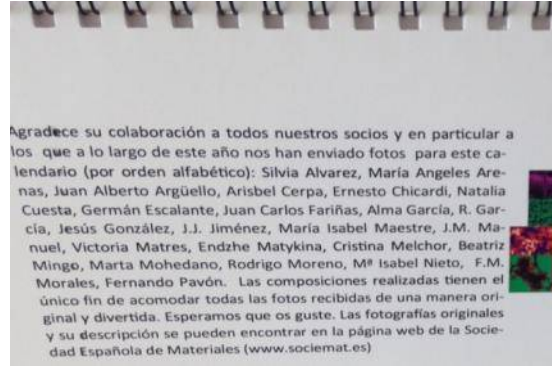 Agradece su colaboración a todos nuestros socios y en particular a
los que a lo largo de este año nos han enviado fotos para este ca-
lendario (por orden alfabético): Silvia Alvarez, María Angeles Are-
nas, Juan Alberto Argüello, Arisbel Cerpa, Ernesto Chicardi, Natalia
Cuesta, Germán Escalante, Juan Carlos Fariñas, Alma García, R. Gar-
cía, Jesús González, J.J. Jiménez, María Isabel Maestre, J.M. Ma-
nuel, Victoria Matres, Endzhe Matykina, Cristina Melchor, Beatriz
Mingo, Marta Mohedano, Rodrigo Moreno, Mª Isabel Nieto, F.M.
Morales, Fernando Pavón. Las composiciones realizadas tienen el
único fin de acomodar todas las fotos recibidas de una manera ori-
ginal y divertida. Esperamos que os guste. Las fotografías originales
y su descripción se pueden encontrar en la página web de la Socie-
dad Española de Materiales (www.sociemat.es)